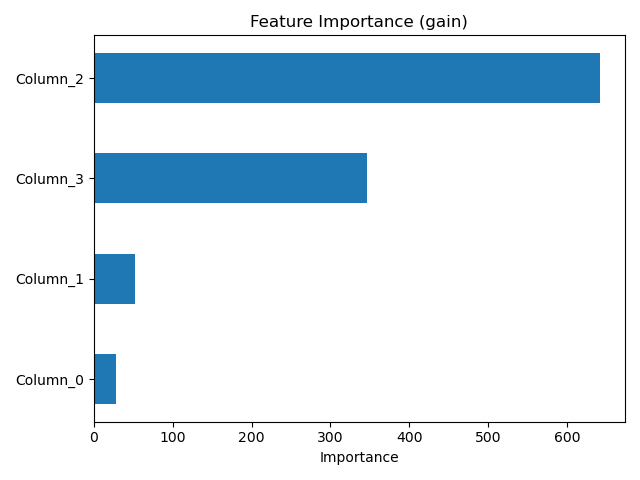 Feature Importance (gain)
Column_2
Column_3
Column_1
Column_0
0 100 200 300 400 500 600
Importance